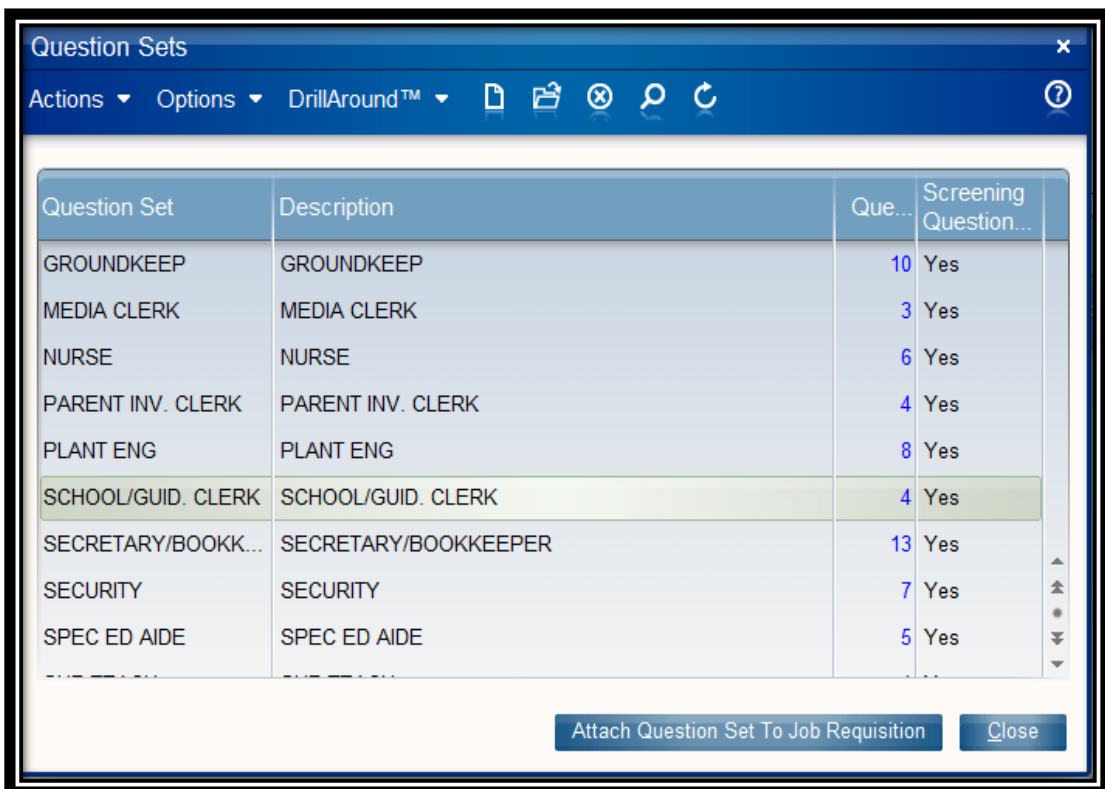 Question Sets
Actions Options DrillAround™
Question Set Description Que... Screening Question...
GROUNDKEEP GROUNDKEEP 10 Yes
MEDIA CLERK MEDIA CLERK 3 Yes
NURSE NURSE 6 Yes
PARENT INV. CLERK PARENT INV. CLERK 4 Yes
PLANT ENG PLANT ENG 8 Yes
SCHOOL/GUID. CLERK SCHOOL/GUID. CLERK 4 Yes
SECRETARY/BOOKK... SECRETARY/BOOKKEEPER 13 Yes
SECURITY SECURITY 7 Yes
SPEC ED AIDE SPEC ED AIDE 5 Yes
Attach Question Set To Job Requisition Close